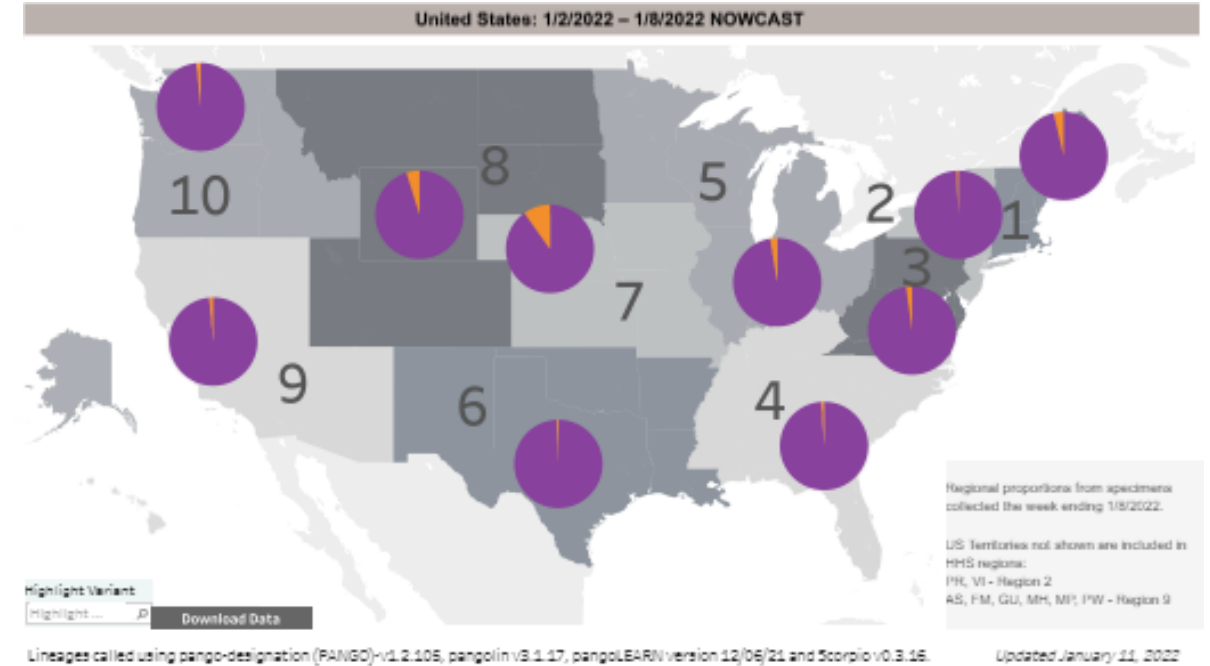 United States: 1/2/2022 – 1/8/2022 NOWCAST
10
8
5
2
1
3
7
9
6
4
Regional proportions from specimens
collected the week ending 1/8/2022.
US Territories not shown are included in
HHS regions:
PR, VI - Region 2
AS, FM, GU, MH, MP, PW - Region 9
Highlight Variant
Highlight ...
Download Data
Lineages called using pango-designation (PANGO)-v1.2.105, pangolin v3.1.17, pangoLEARN version 12/06/21 and Scorpio v0.3.16.
Updated January 11, 2022